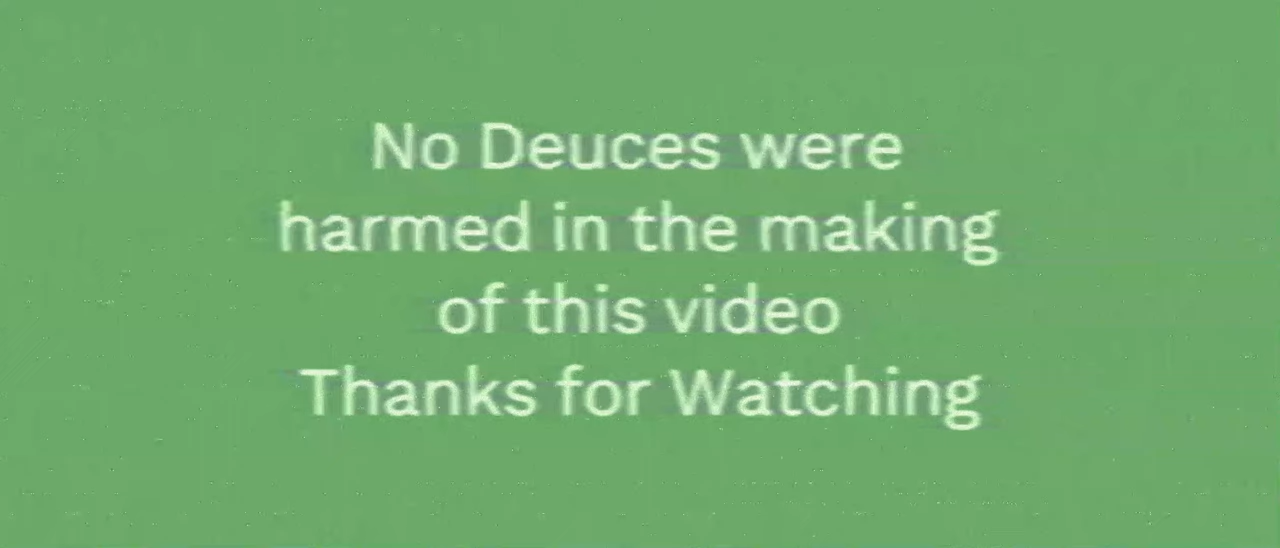 No Deuces were
harmed in the making
of this video
Thanks for Watching